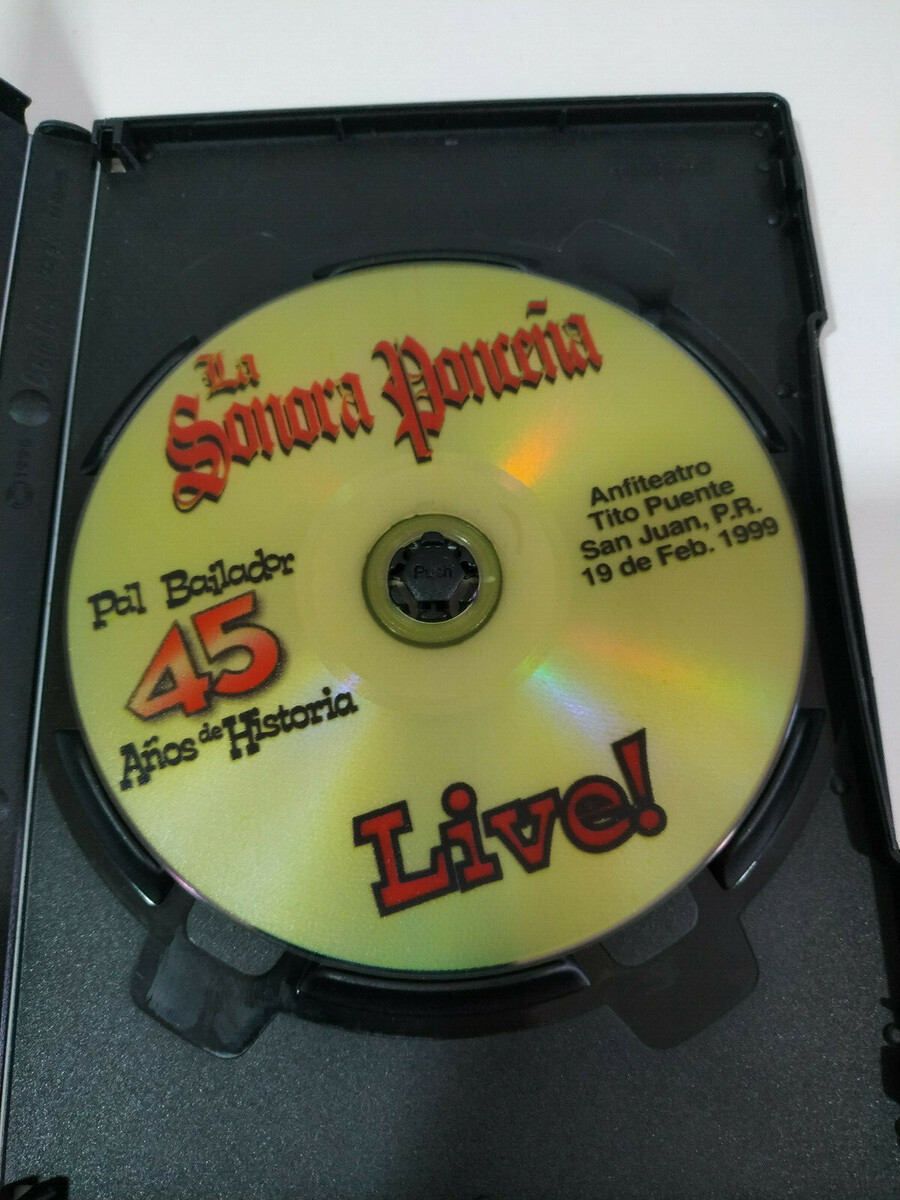 La
Sonora Ponceña
Anfiteatro
Tito Puente
San Juan, P.R.
19 de Feb. 1999
Pal Bailador
45
Años de Historia
Push
Live!